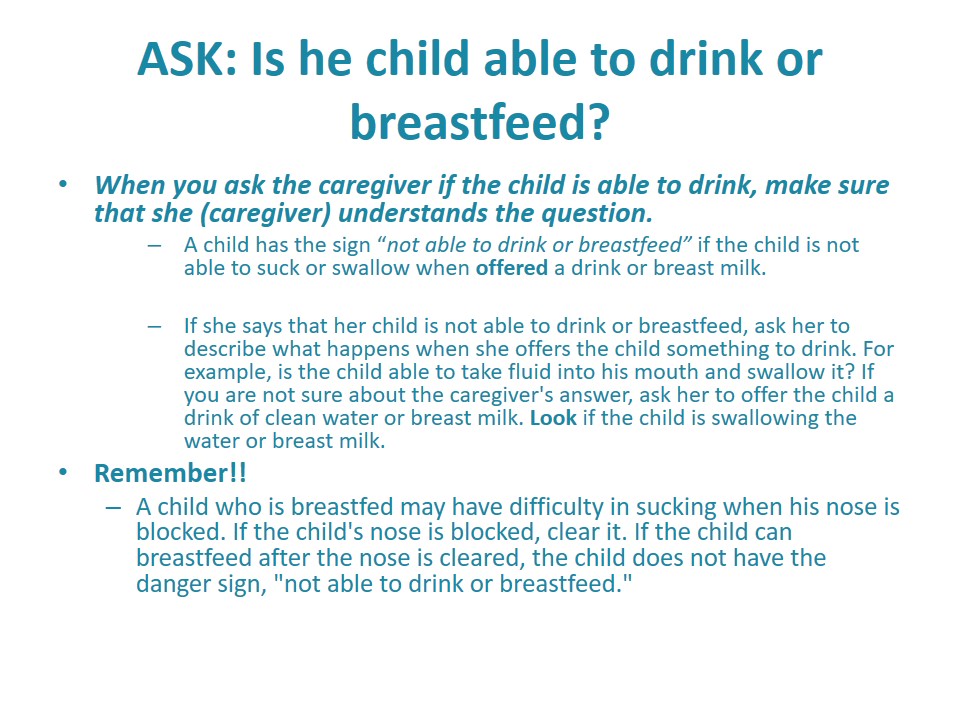 ASK: Is he child able to drink or
breastfeed?
• When you ask the caregiver if the child is able to drink, make sure
that she (caregiver) understands the question.
– A child has the sign “not able to drink or breastfeed” if the child is not
able to suck or swallow when offered a drink or breast milk.
– If she says that her child is not able to drink or breastfeed, ask her to
describe what happens when she offers the child something to drink. For
example, is the child able to take fluid into his mouth and swallow it? If
you are not sure about the caregiver's answer, ask her to offer the child a
drink of clean water or breast milk. Look if the child is swallowing the
water or breast milk.
• Remember!!
– A child who is breastfed may have difficulty in sucking when his nose is
blocked. If the child's nose is blocked, clear it. If the child can
breastfeed after the nose is cleared, the child does not have the
danger sign, "not able to drink or breastfeed."